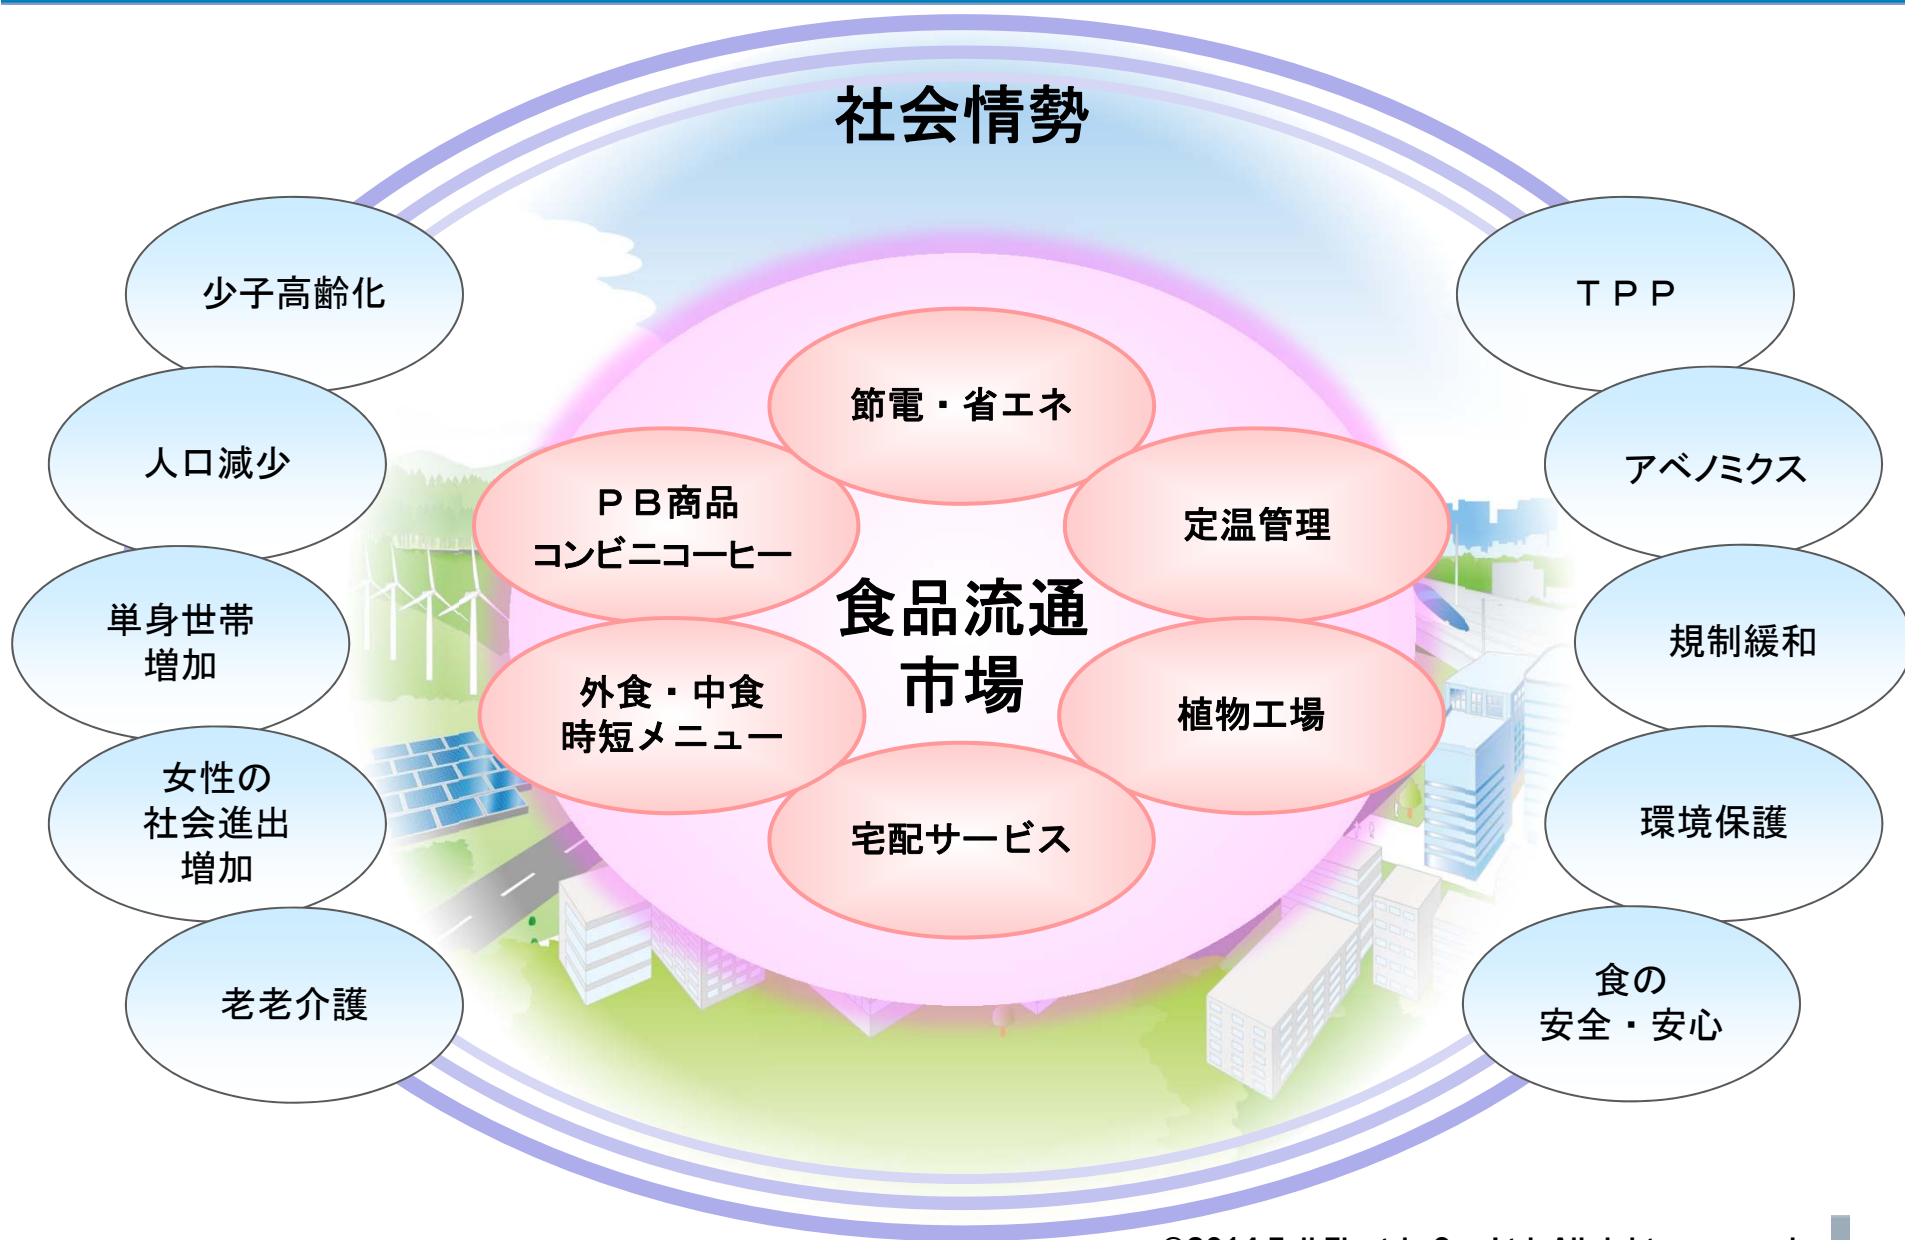 社会情勢
少子高齢化
人口減少
単身世帯
増加
女性の
社会進出
増加
老老介護
節電・省エネ
ＰＢ商品
コンビニコーヒー
定温管理
食品流通
市場
外食・中食
時短メニュー
植物工場
宅配サービス
ＴＰＰ
アベノミクス
規制緩和
環境保護
食の
安全・安心